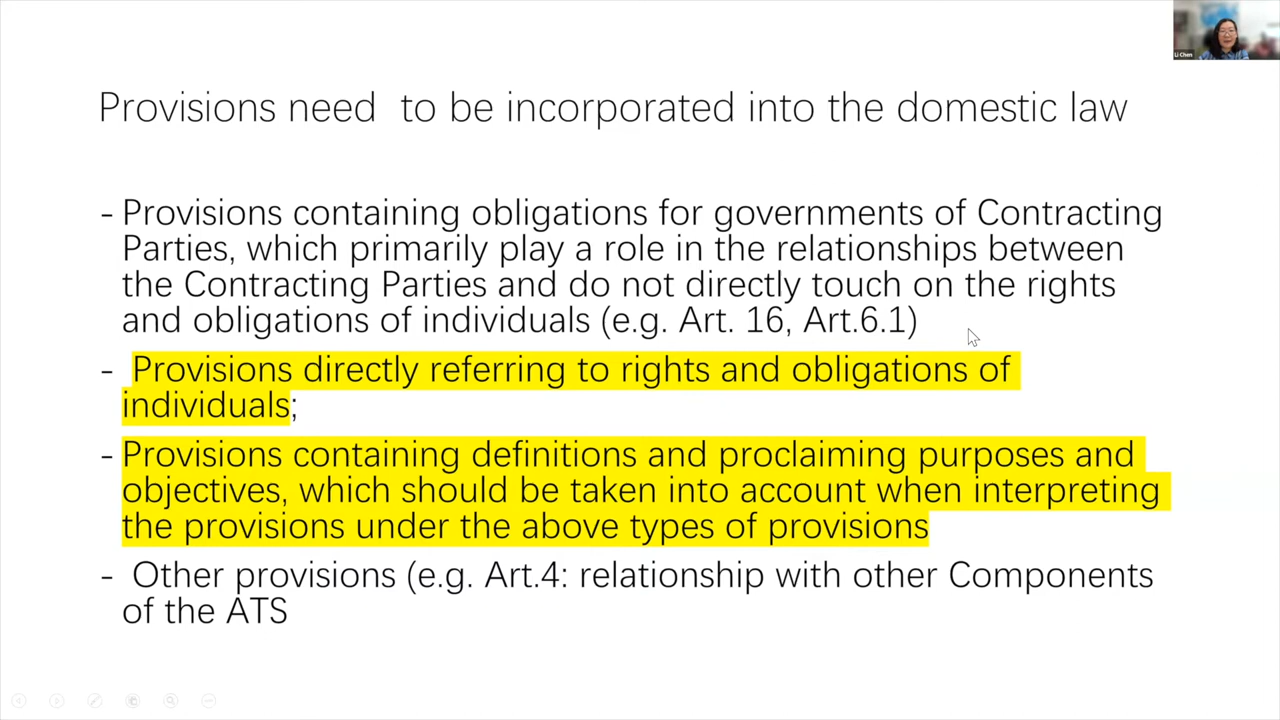 Li Chen
Provisions need  to be incorporated into the domestic law
- Provisions containing obligations for governments of Contracting
Parties, which primarily play a role in the relationships between
the Contracting Parties and do not directly touch on the rights
and obligations of individuals (e.g. Art. 16, Art.6.1)
- Provisions directly referring to rights and obligations of
individuals;
- Provisions containing definitions and proclaiming purposes and
objectives, which should be taken into account when interpreting
the provisions under the above types of provisions
- Other provisions (e.g. Art.4: relationship with other Components
of the ATS